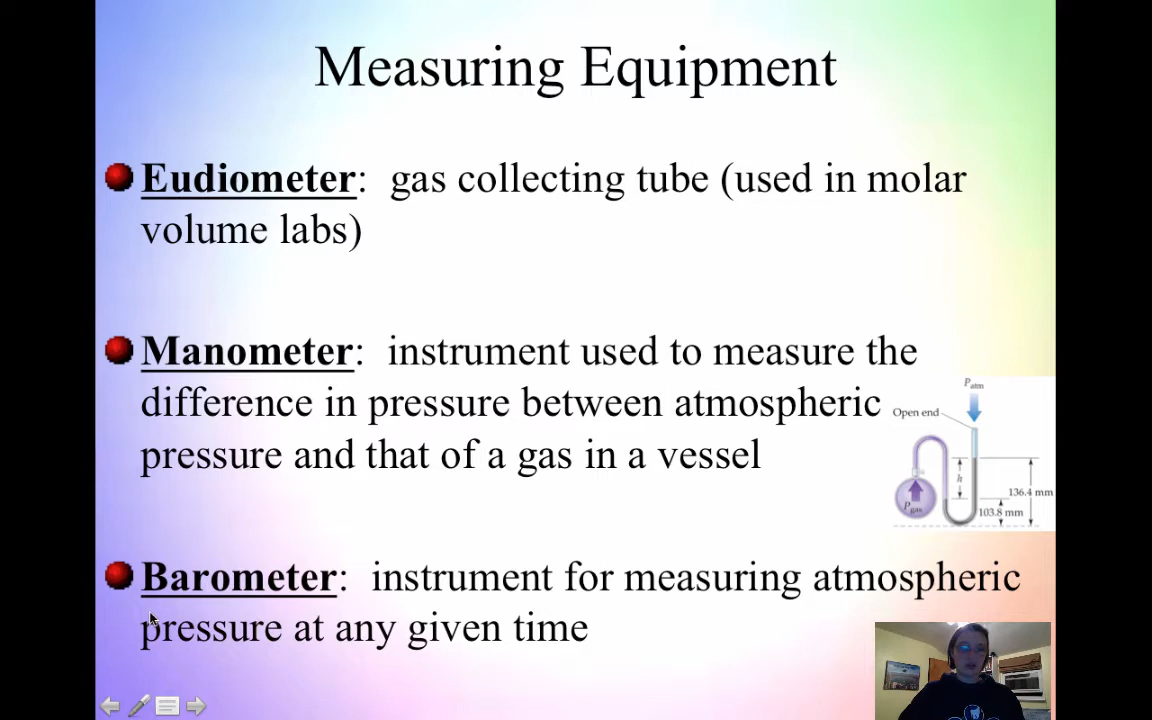 Measuring Equipment
Eudiometer: gas collecting tube (used in molar
volume labs)
Manometer: instrument used to measure the
difference in pressure between atmospheric
pressure and that of a gas in a vessel
Patm
Open end
h
136.4 mm
Pgas
103.8 mm
Barometer: instrument for measuring atmospheric
pressure at any given time